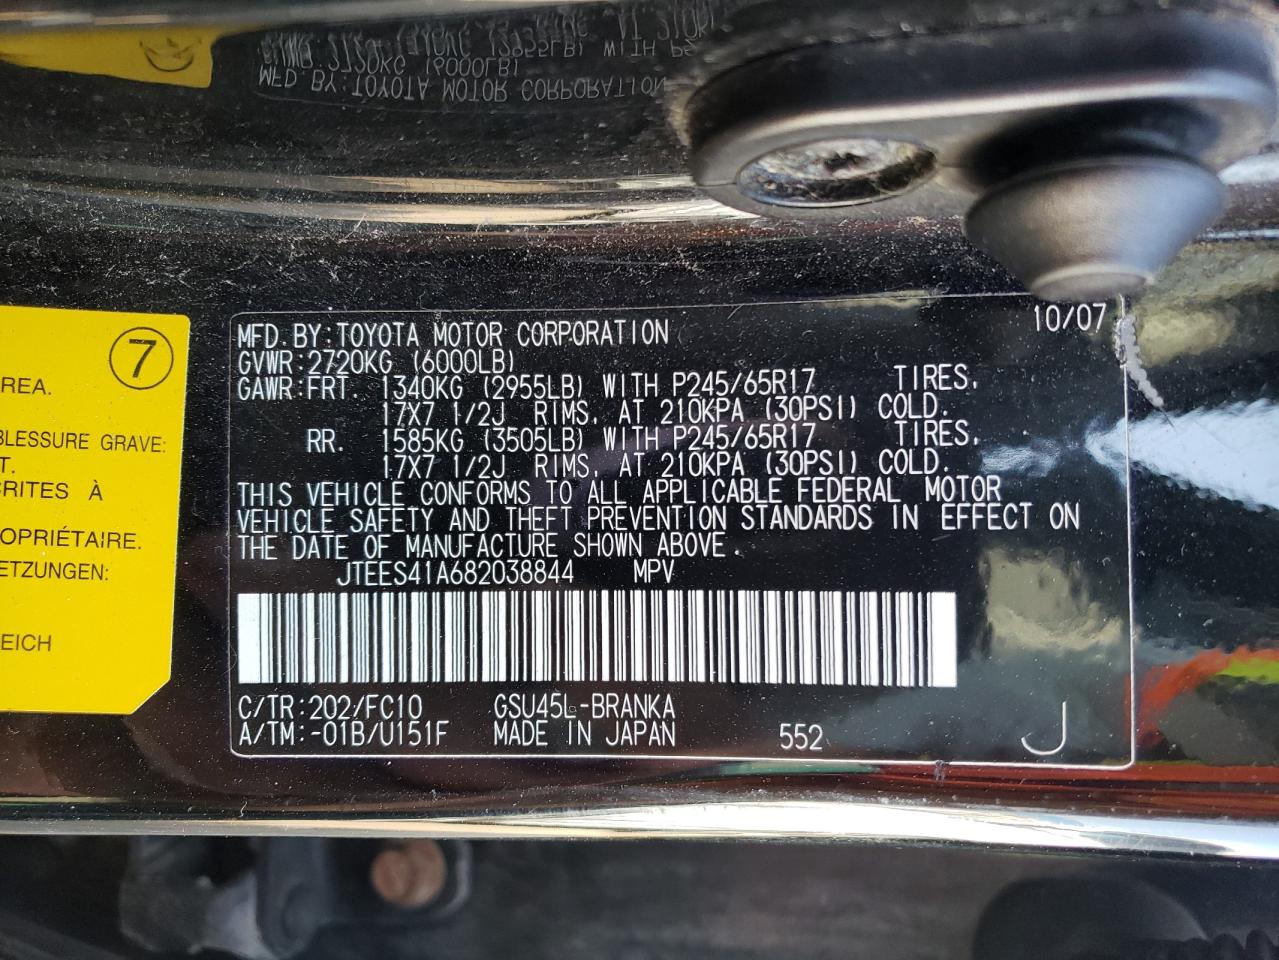 MFD. BY: TOYOTA MOTOR CORPORATION 10/07
GVWR: 2720KG (6000LB)
GAWR: FRT. 1340KG (2955LB) WITH P245/65R17 TIRES,
17X7 1/2J RIMS, AT 210KPA (30PSI) COLD.
RR. 1585KG (3505LB) WITH P245/65R17 TIRES,
17X7 1/2J RIMS, AT 210KPA (30PSI) COLD.
THIS VEHICLE CONFORMS TO ALL APPLICABLE FEDERAL MOTOR
VEHICLE SAFETY AND THEFT PREVENTION STANDARDS IN EFFECT ON
THE DATE OF MANUFACTURE SHOWN ABOVE.
JTEES41A682038844 MPV
C/TR: 202/FC10 GSU45L-BRANKA
A/TM: -01B/U151F MADE IN JAPAN 552 J
7
REA.
BLESSURE GRAVE:
T.
CRITES À
OPRIÉTAIRE.
ETZUNGEN:
EICH